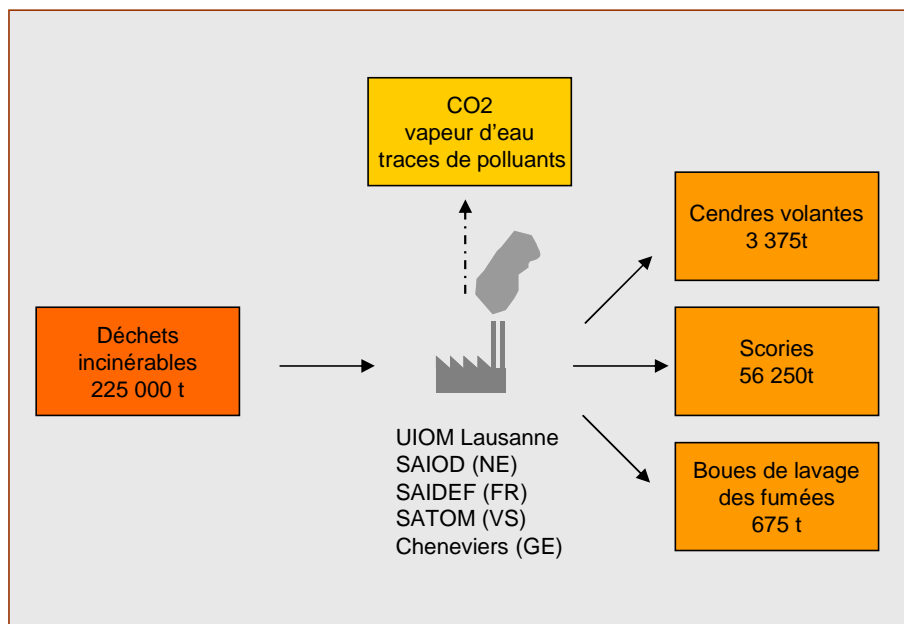 CO2
vapeur d’eau
traces de polluants
Cendres volantes
3 375t
Déchets
incinérables
225 000 t
Scories
56 250t
UIOM Lausanne
SAIOD (NE)
SAIDEF (FR)
SATOM (VS)
Cheneviers (GE)
Boues de lavage
des fumées
675 t